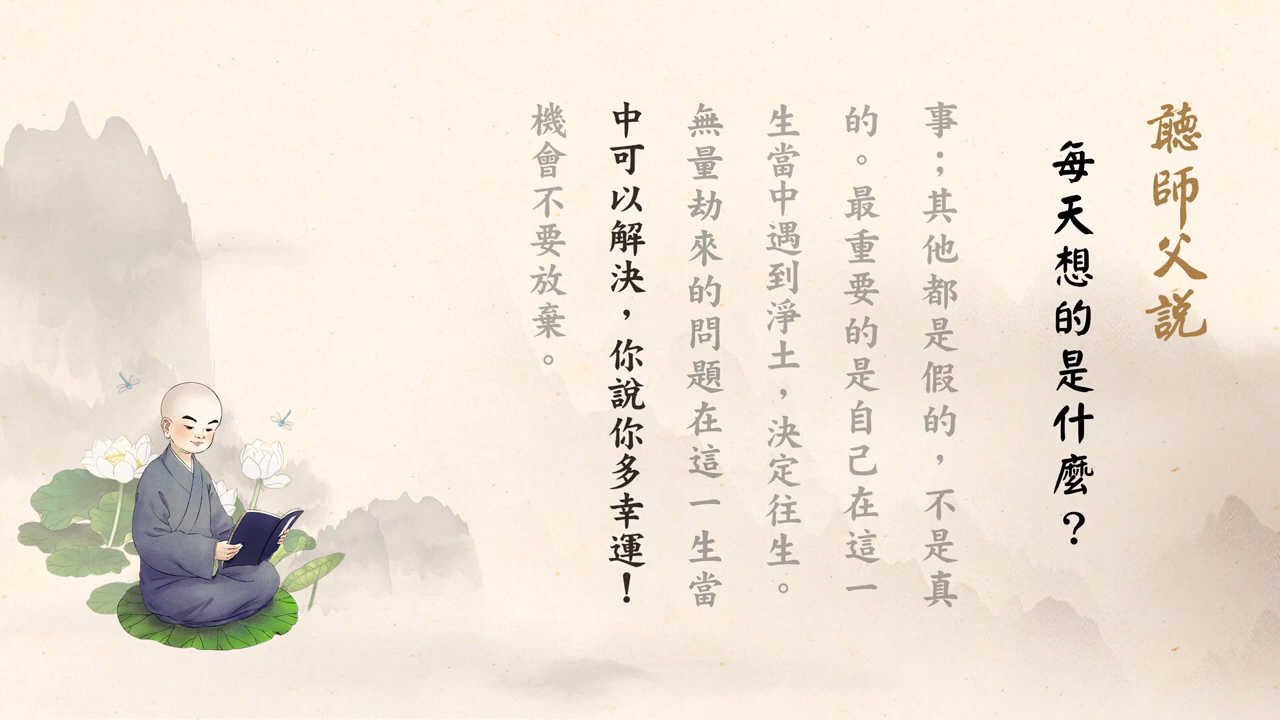 聽師父說
每天想的是什麼？
事；其他都是假的，不是真
的。最重要的是自己在這一
生當中遇到淨土，決定往生。
無量劫來的問題在這一生當
中可以解決，你說你多幸運！
機會不要放棄。